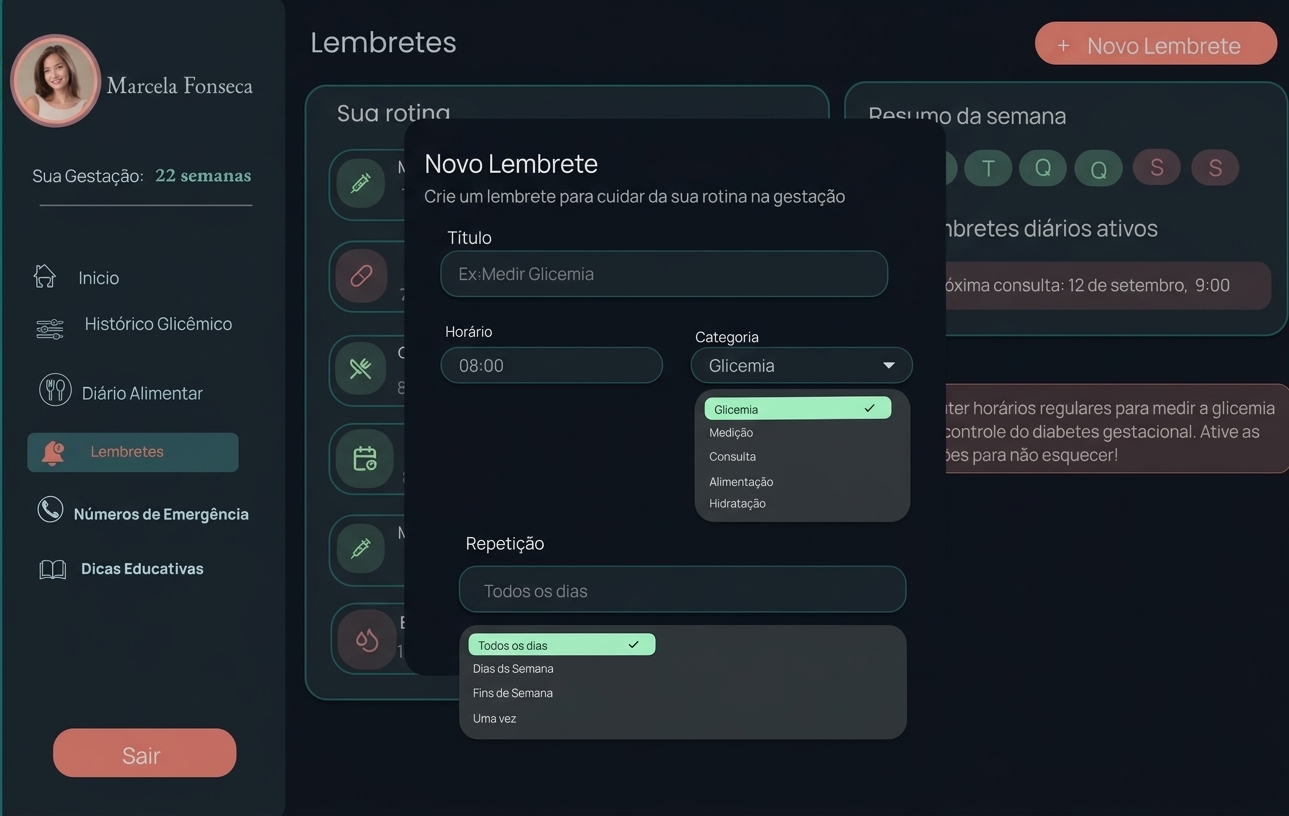 Marcela Fonseca
Sua Gestação: 22 semanas
Inicio
Histórico Glicêmico
Diário Alimentar
Lembretes
Números de Emergência
Dicas Educativas
Sair
Lembretes
+ Novo Lembrete
Sua rotina
Novo Lembrete
Crie um lembrete para cuidar da sua rotina na gestação
Título
Ex:Medir Glicemia
Horário
08:00
Categoria
Glicemia
Glicemia
Medição
Consulta
Alimentação
Hidratação
Repetição
Todos os dias
Todos os dias
Dias ds Semana
Fins de Semana
Uma vez
Resumo da semana
T Q Q S S
mbretes diários ativos
óxima consulta: 12 de setembro, 9:00
ter horários regulares para medir a glicemia
controle do diabetes gestacional. Ative as
ões para não esquecer!